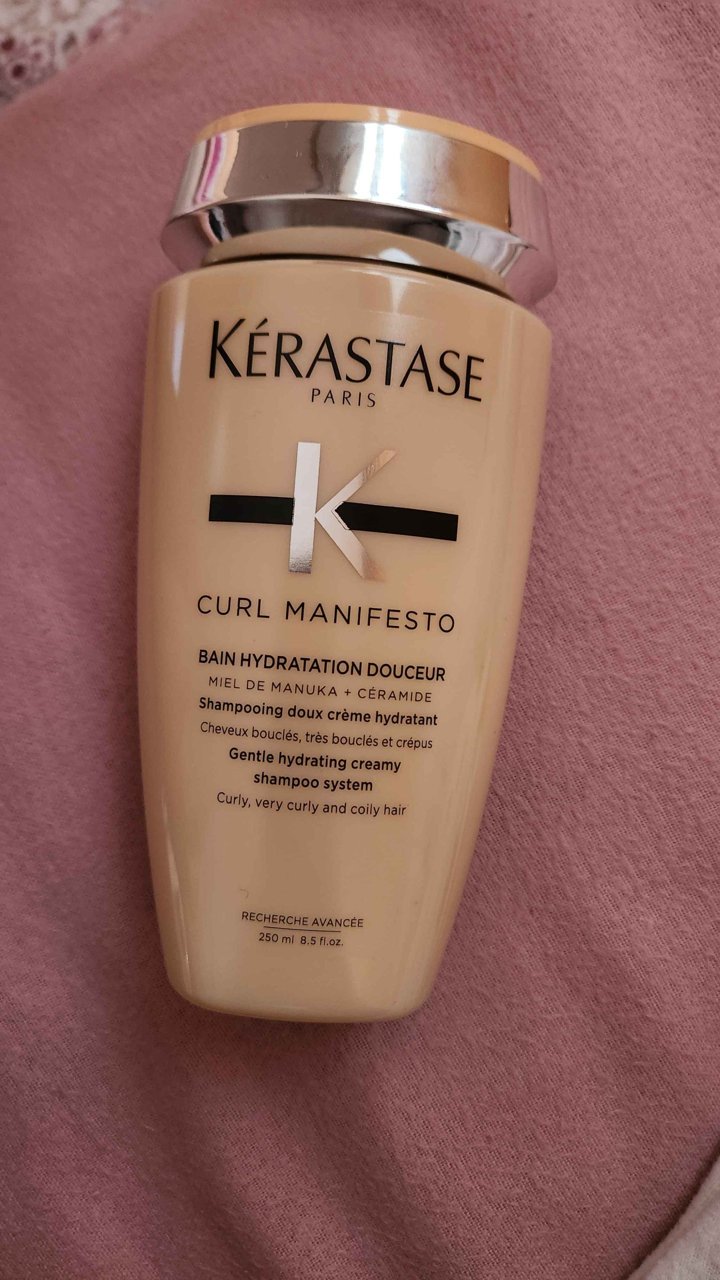 KÉRASTASE
PARIS
K
CURL MANIFESTO
BAIN HYDRATATION DOUCEUR
MIEL DE MANUKA + CÉRAMIDE
Shampooing doux crème hydratant
Cheveux bouclés, très bouclés et crépus
Gentle hydrating creamy
shampoo system
Curly, very curly and coily hair
RECHERCHE AVANCÉE
250 ml 8.5 fl.oz.